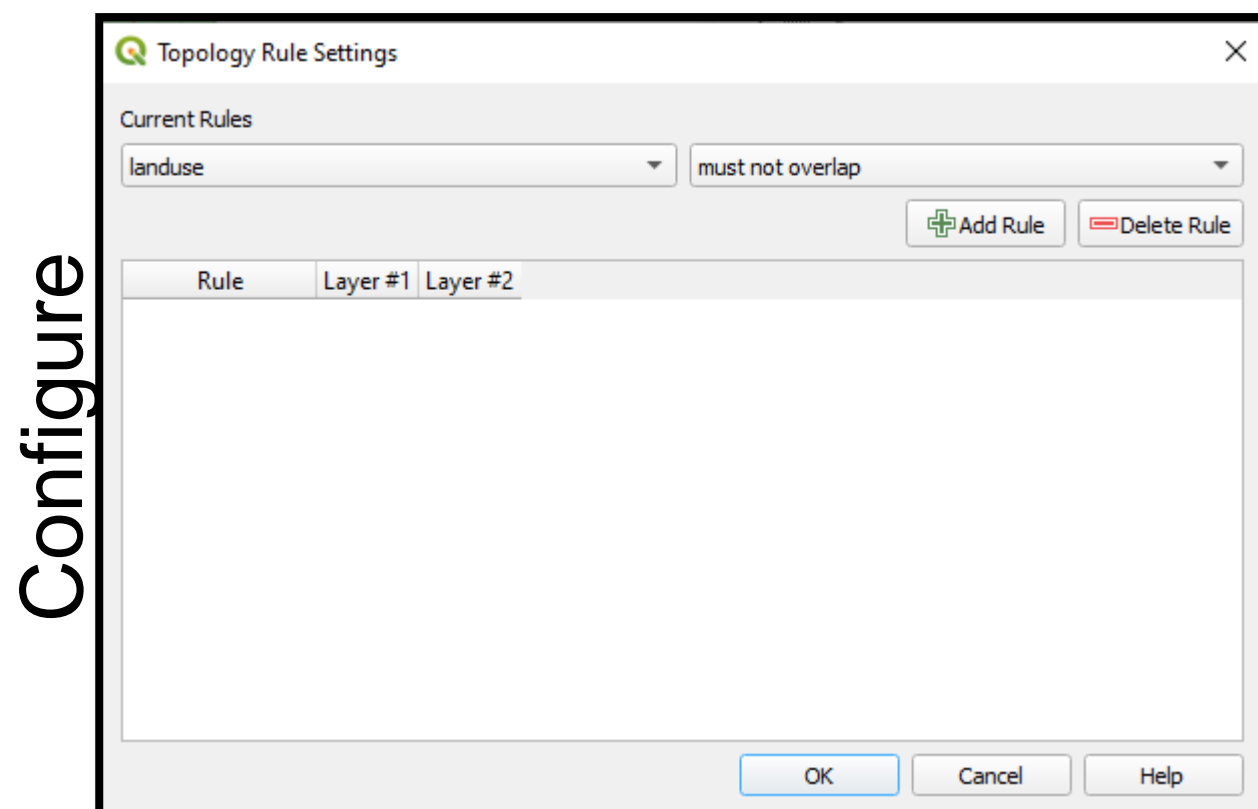 Configure
Topology Rule Settings
Current Rules
landuse must not overlap
Add Rule Delete Rule
Rule Layer #1 Layer #2
OK Cancel Help